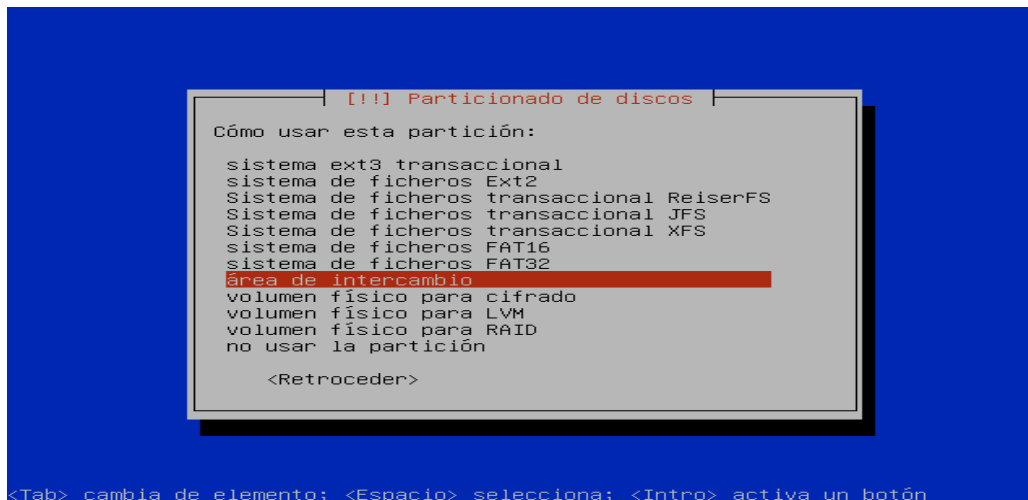 [!!] Particionado de discos
Cómo usar esta partición:
sistema ext3 transaccional
sistema de ficheros Ext2
Sistema de ficheros transaccional ReiserFS
Sistema de ficheros transaccional JFS
Sistema de ficheros transaccional XFS
sistema de ficheros FAT16
sistema de ficheros FAT32
área de intercambio
volumen físico para cifrado
volumen físico para LVM
volumen físico para RAID
no usar la partición
<Retroceder>
<Tab> cambia de elemento; <Espacio> selecciona; <Intro> activa un botón